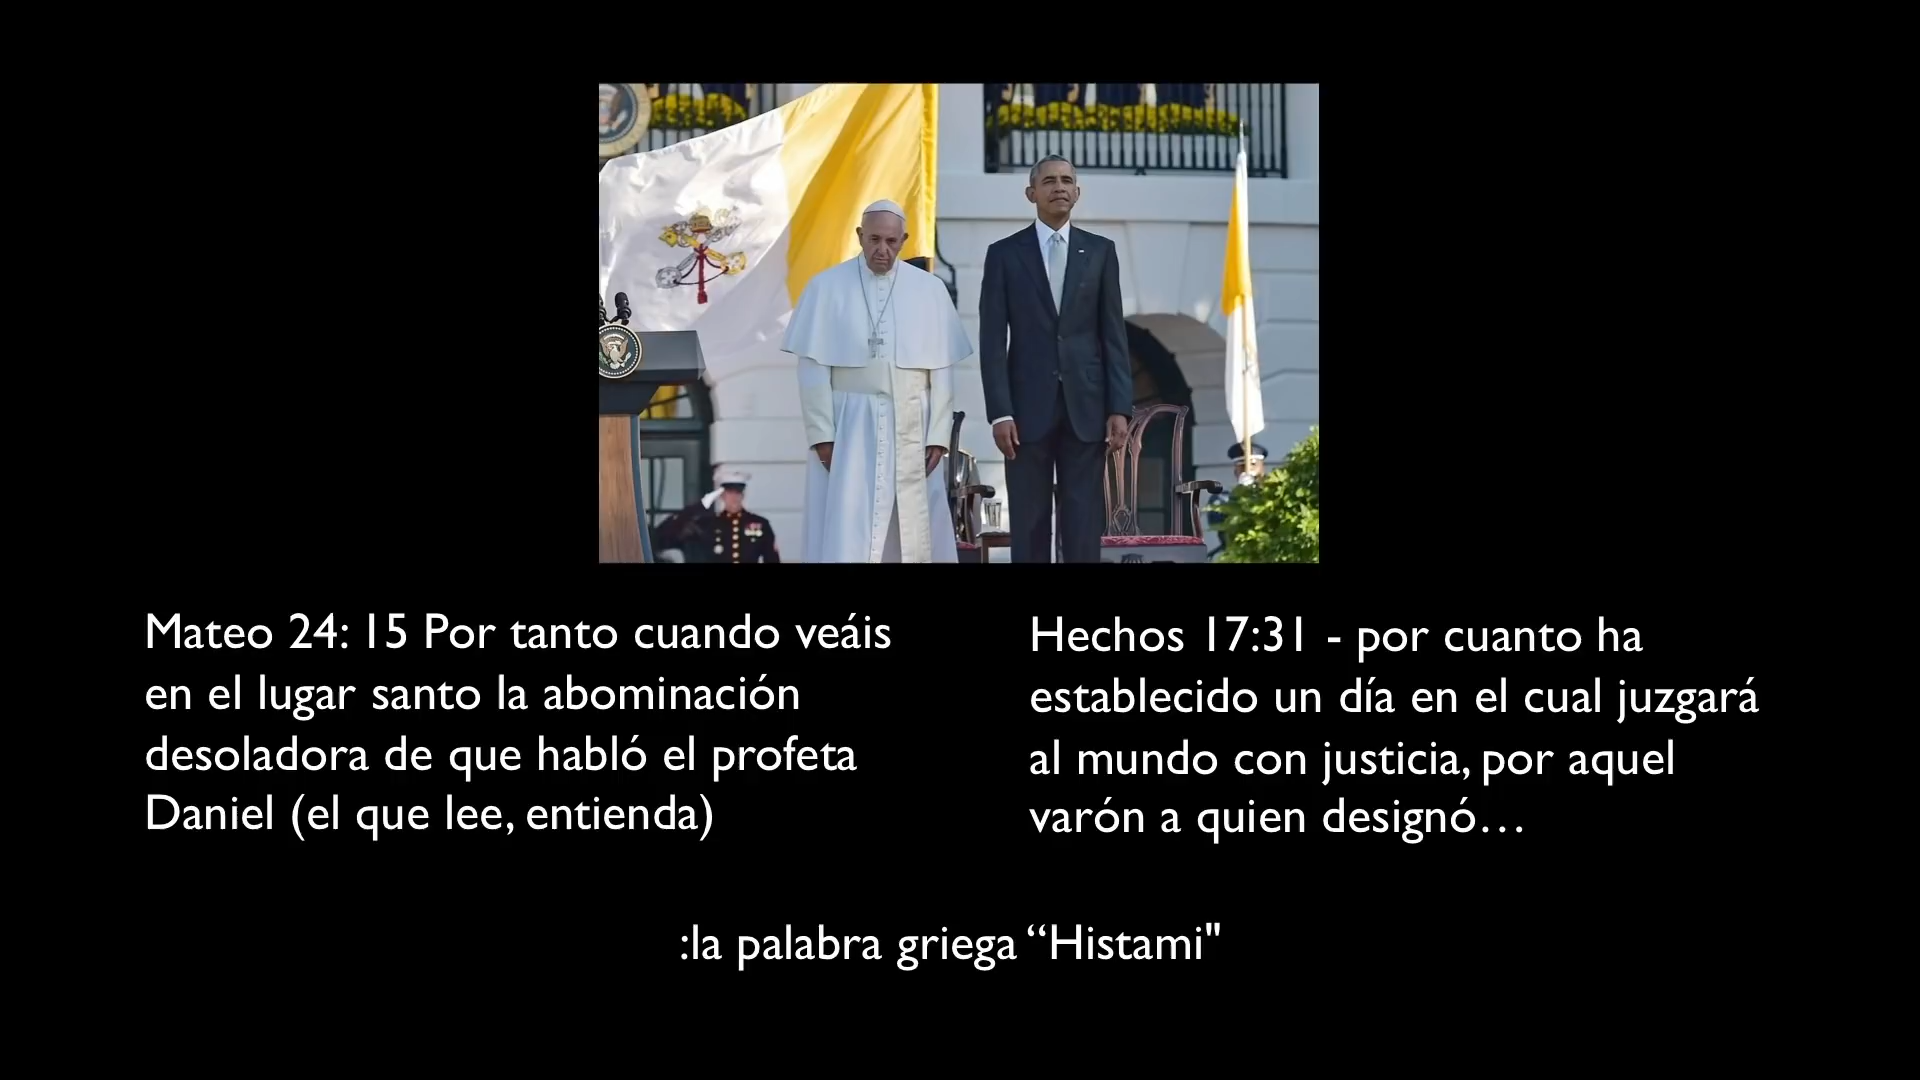 Mateo 24: 15 Por tanto cuando veáis
en el lugar santo la abominación
desoladora de que habló el profeta
Daniel (el que lee, entienda)
Hechos 17:31 - por cuanto ha
establecido un día en el cual juzgará
al mundo con justicia, por aquel
varón a quien designó…
:la palabra griega “Histami"